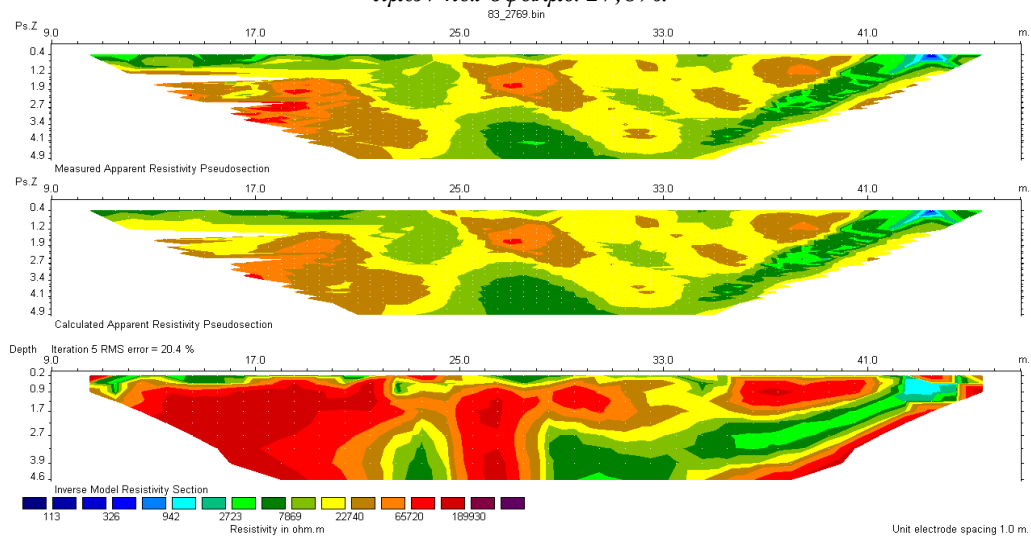 83_2769.bin
Ps.Z 9.0 17.0 25.0 33.0 41.0 m.
0.4
1.2
1.9
2.7
3.4
4.1
4.9
Measured Apparent Resistivity Pseudosection
Ps.Z 9.0 17.0 25.0 33.0 41.0 m.
0.4
1.2
1.9
2.7
3.4
4.1
4.9
Calculated Apparent Resistivity Pseudosection
Depth Iteration 5 RMS error = 20.4 %
9.0 17.0 25.0 33.0 41.0 m.
0.2
0.9
1.7
2.7
3.9
4.6
Inverse Model Resistivity Section
113 326 942 2723 7869 22740 65720 189930
Resistivity in ohm.m
Unit electrode spacing 1.0 m.